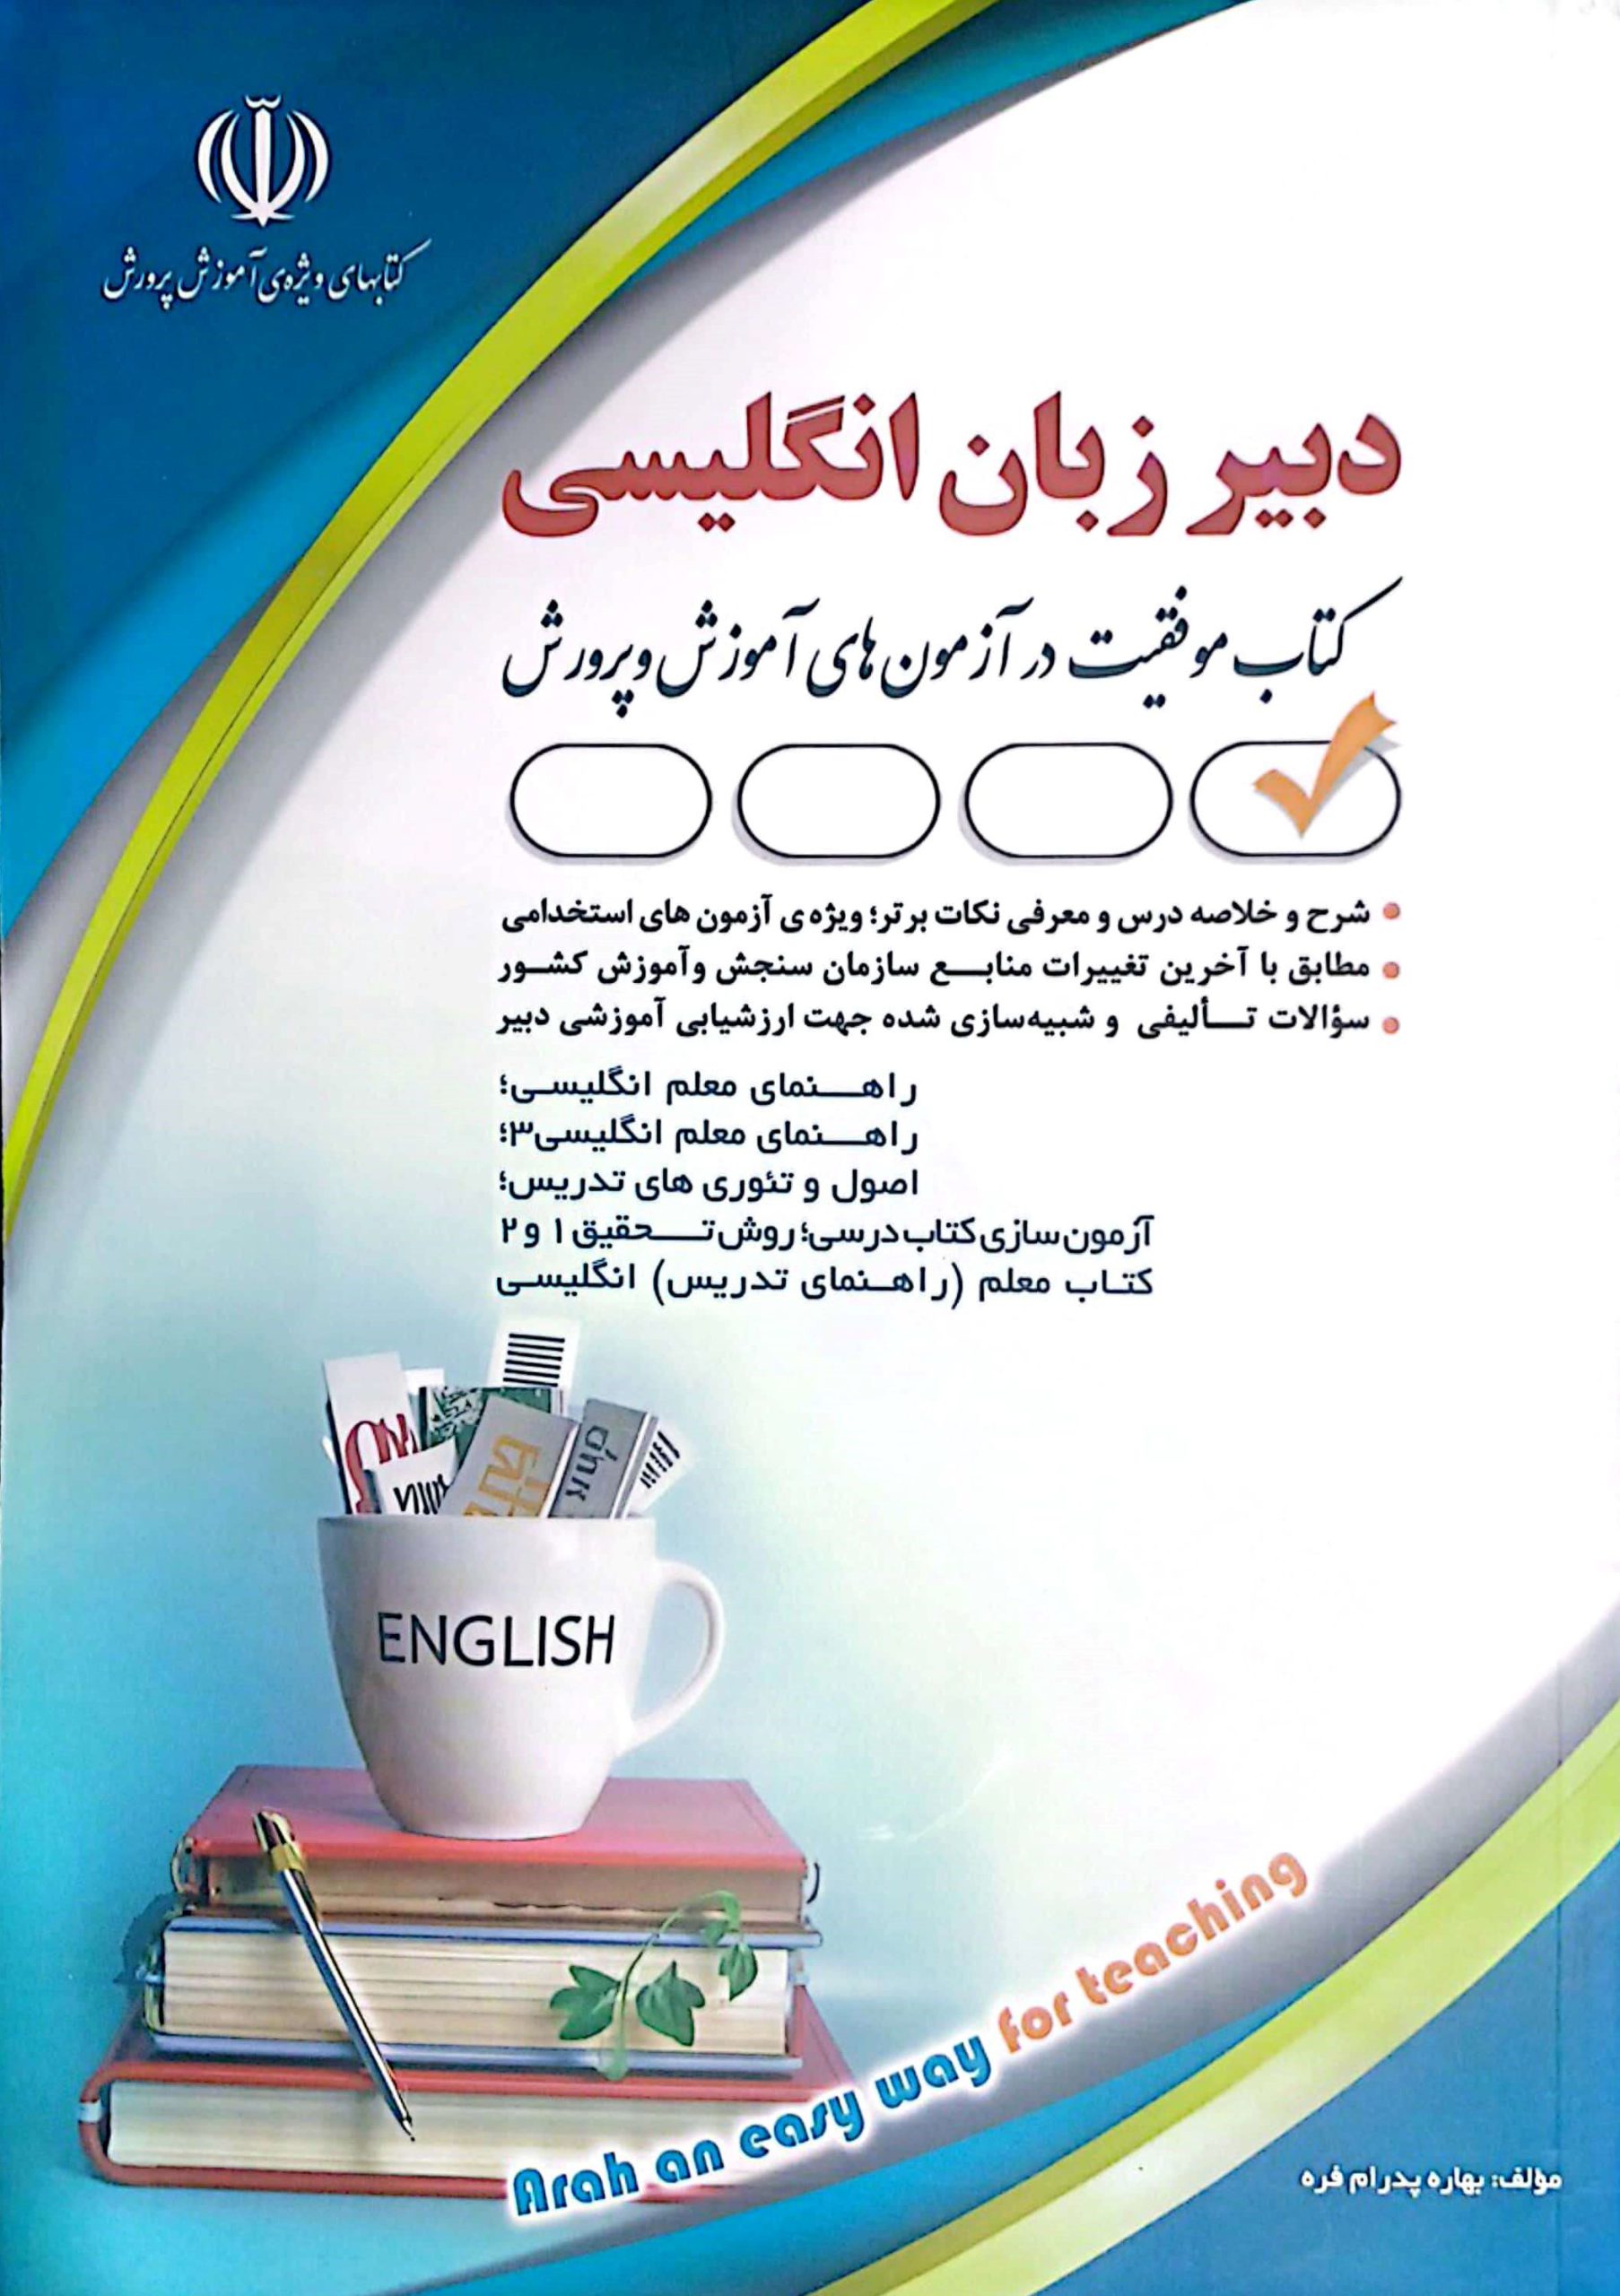 کتابهای ویژه‌ی آموزش پرورش
دبیر زبان انگلیسی
کتاب موفقیت در آزمون های آموزش و پرورش
• شرح و خلاصه درس و معرفی نکات برتر؛ ویژه ی آزمون های استخدامی
• مطابق با آخرین تغییرات منابع سازمان سنجش وآموزش کشور
• سؤالات تألیفی و شبیه‌سازی شده جهت ارزشیابی آموزشی دبیر
راهنمای معلم انگلیسی؛
راهنمای معلم انگلیسی۳؛
اصول و تئوری های تدریس؛
آزمون‌سازی کتاب درسی؛ روش تحقیق ۱ و ۲
کتاب معلم (راهنمای تدریس) انگلیسی
ENGLISH
Arah an easy way for teaching
مؤلف: بهاره پدرام فره